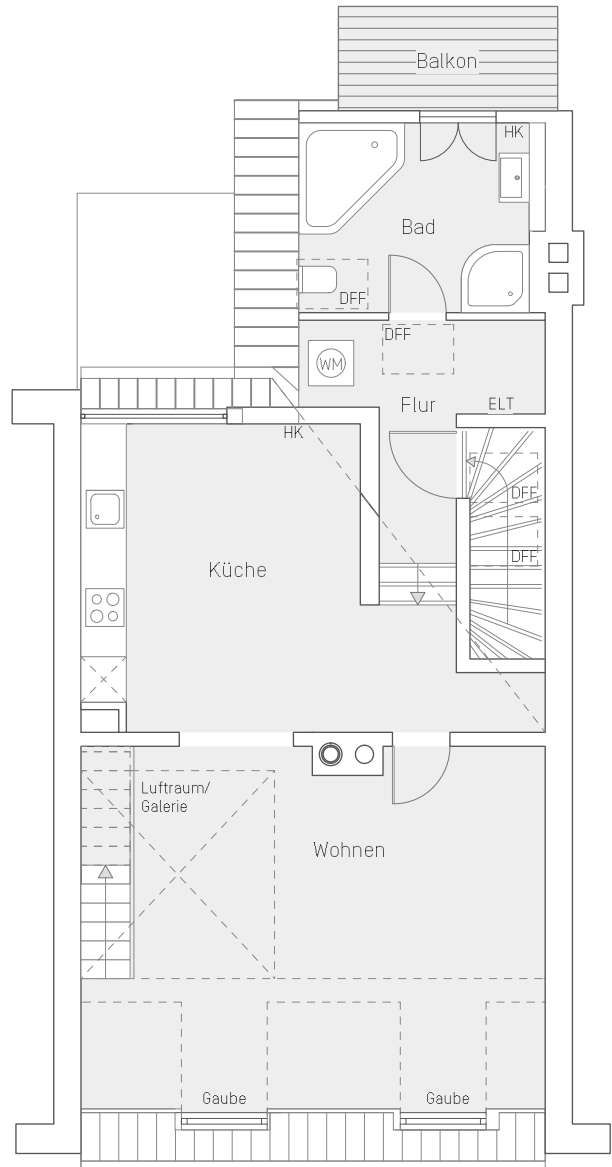 Balkon
HK
Bad
DFF
DFF
WM
Flur
ELT
HK
DFF
DFF
Küche
Luftraum/
Galerie
Wohnen
Gaube
Gaube